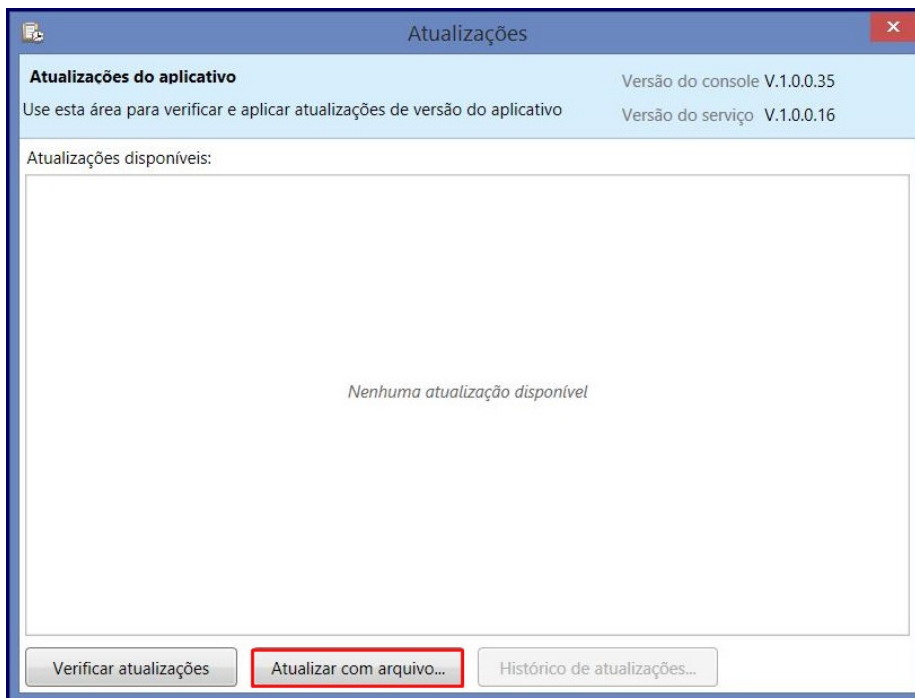 Atualizações
Atualizações do aplicativo
Versão do console V.1.0.0.35
Use esta área para verificar e aplicar atualizações de versão do aplicativo
Versão do serviço V.1.0.0.16
Atualizações disponíveis:
Nenhuma atualização disponível
Verificar atualizações
Atualizar com arquivo...
Histórico de atualizações...